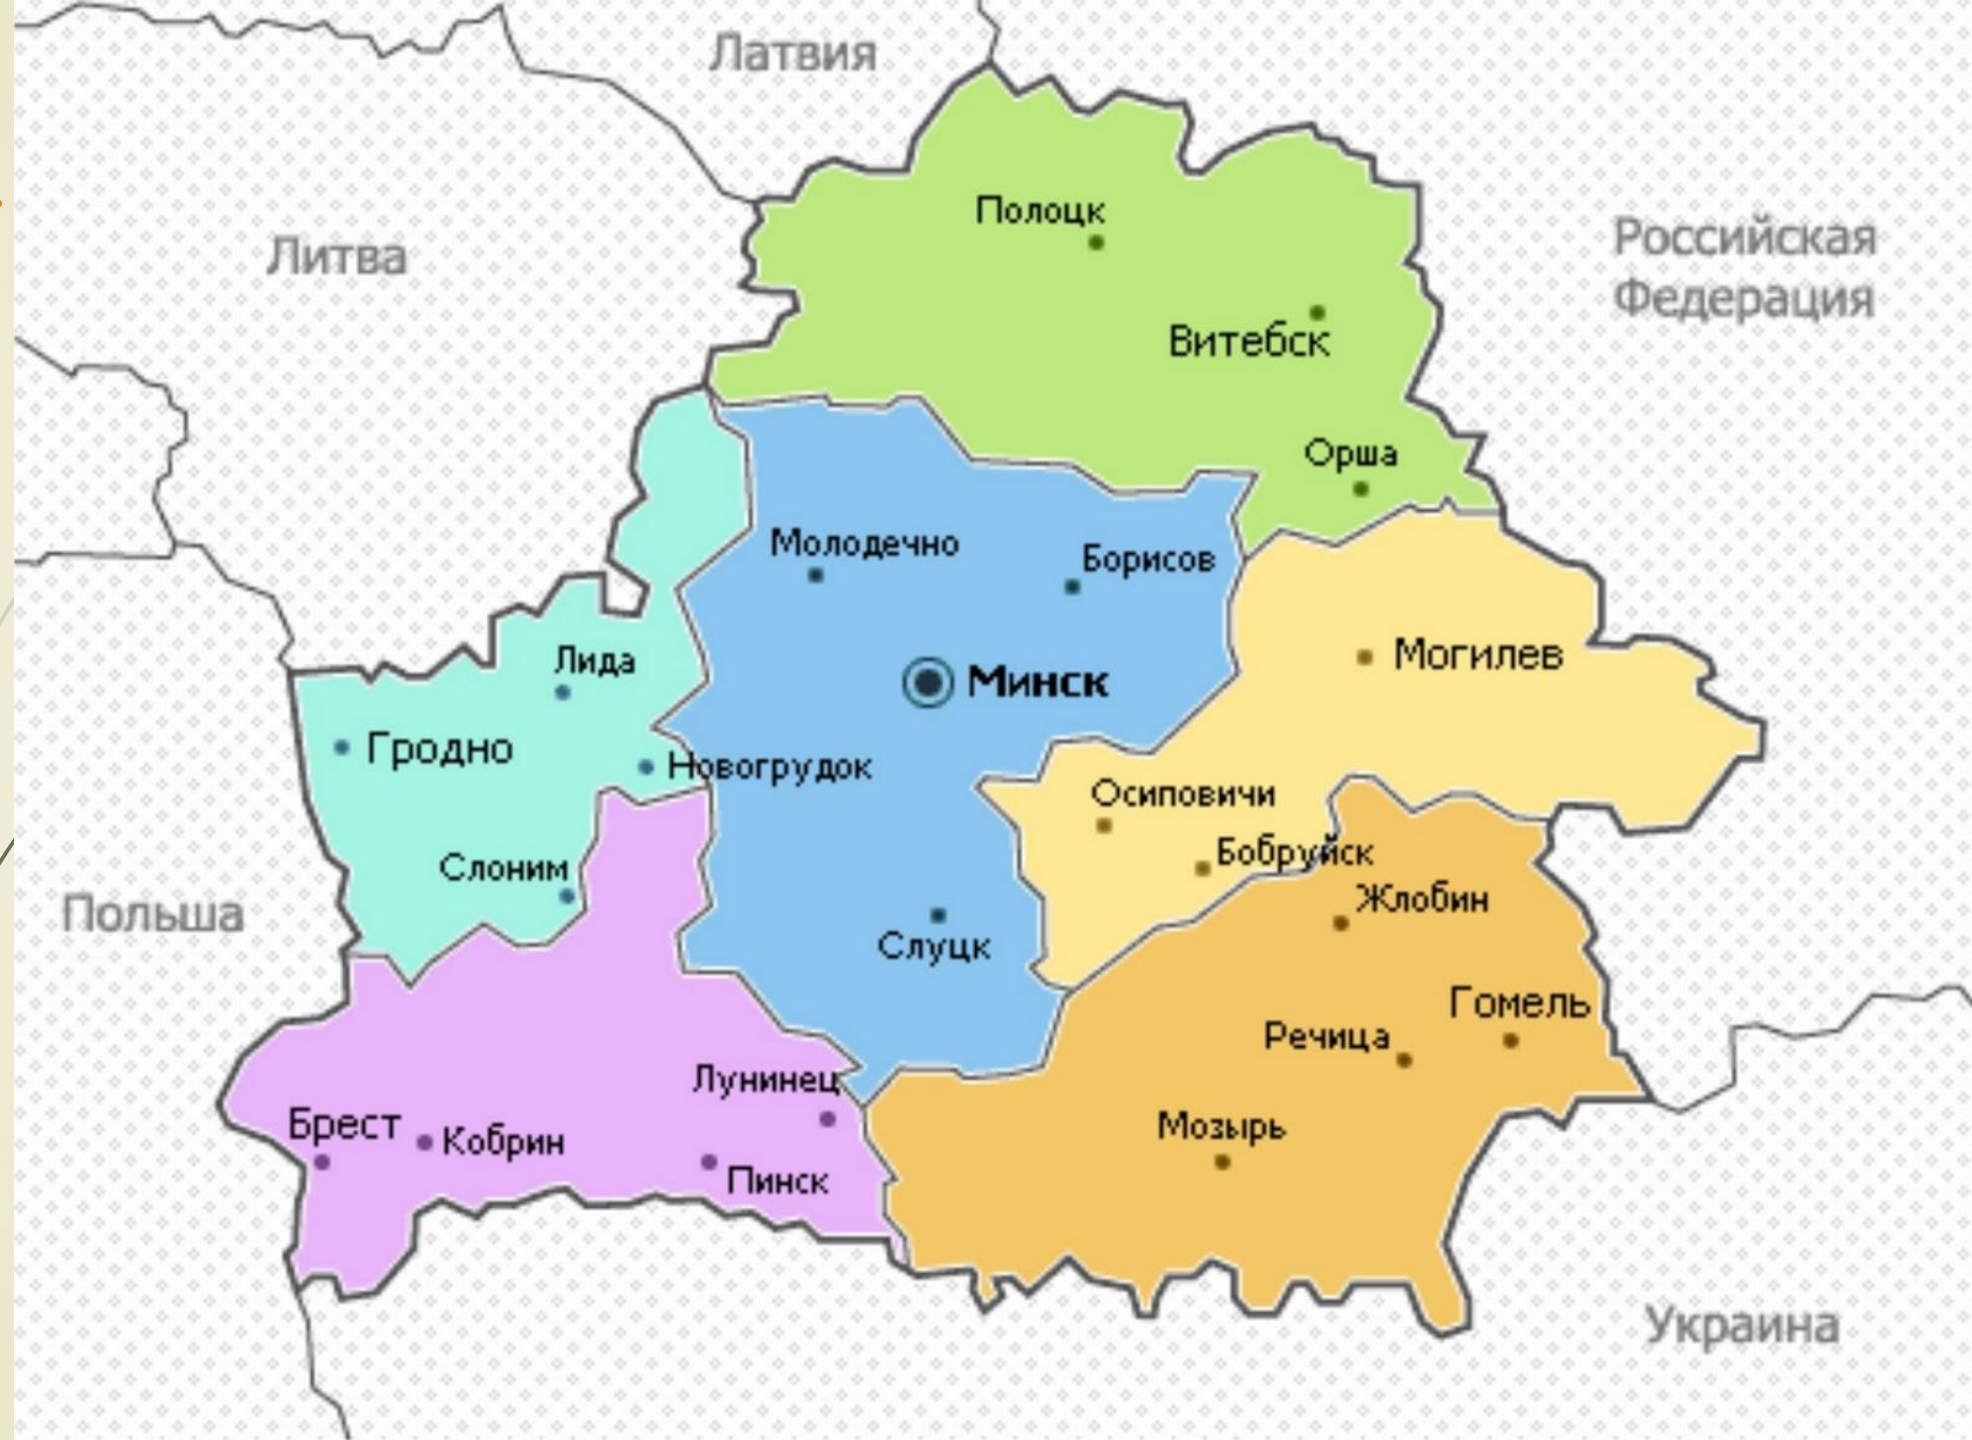 Латвия
Полоцк
Литва
Российская
Федерация
Витебск
Орша
Молодечно
Борисов
Могилев
Лида
Минск
Гродно
Новогрудок
Осиповичи
Бобруйск
Слоним
Жлобин
Польша
Слуцк
Гомель
Речица
Лунинец
Брест
Кобрин
Мозырь
Пинск
Украина